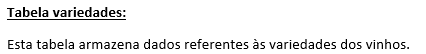 Tabela variedades:
Esta tabela armazena dados referentes às variedades dos vinhos.